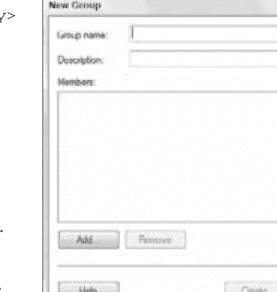 New Group
y>
Group name:
Description:
Members:
.
Add...
Remove
.
Help
Create